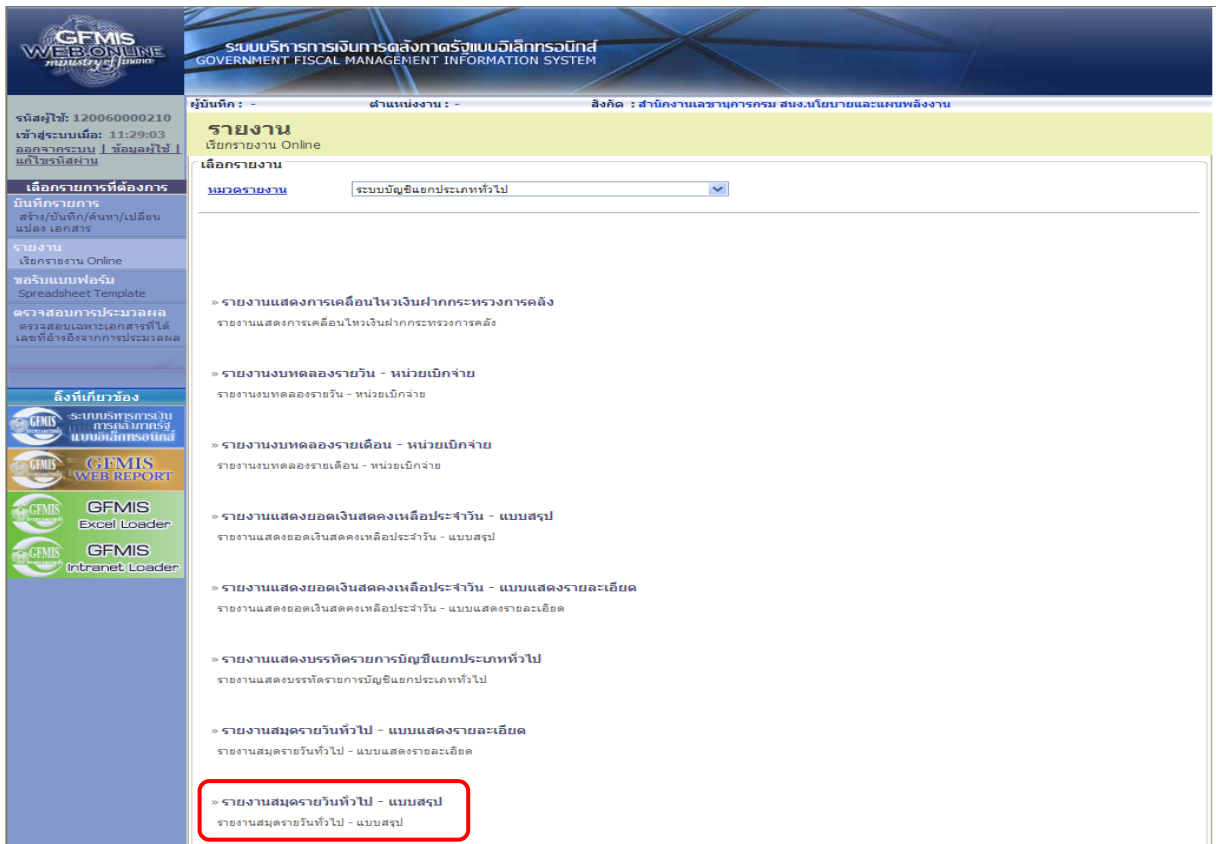 GFMIS
WEB ONLINE
ministry of finance
ระบบบริหารการเงินการคลังภาครัฐแบบอิเล็กทรอนิกส์
GOVERNMENT FISCAL MANAGEMENT INFORMATION SYSTEM
ผู้บันทึก : - ตำแหน่งงาน : - สังกัด : สำนักงานเลขานุการกรม สนง.นโยบายและแผนพลังงาน
รหัสผู้ใช้: 120060000210
เข้าสู่ระบบเมื่อ: 11:29:03
ออกจากระบบ | ข้อมูลผู้ใช้ |
แก้ไขรหัสผ่าน
เลือกรายการที่ต้องการ
บันทึกรายการ
สร้าง/บันทึก/ค้นหา/เปลี่ยน
แปลง เอกสาร
รายงาน
เรียกรายงาน Online
ขอรับแบบฟอร์ม
Spreadsheet Template
ตรวจสอบการประมวลผล
ตรวจสอบเฉพาะเอกสารที่ได้
เลขที่อ้างอิงจากการประมวลผล
ลิ้งที่เกี่ยวข้อง
GFMIS
ระบบบริหารการเงิน
การคลังภาครัฐ
แบบอิเล็กทรอนิกส์
GFMIS
GFMIS
WEB REPORT
GFMIS
GFMIS
Excel Loader
GFMIS
GFMIS
Intranet Loader
รายงาน
เรียกรายงาน Online
เลือกรายงาน
หมวดรายงาน ระบบบัญชีแยกประเภททั่วไป
» รายงานแสดงการเคลื่อนไหวเงินฝากกระทรวงการคลัง
รายงานแสดงการเคลื่อนไหวเงินฝากกระทรวงการคลัง
» รายงานงบทดลองรายวัน - หน่วยเบิกจ่าย
รายงานงบทดลองรายวัน - หน่วยเบิกจ่าย
» รายงานงบทดลองรายเดือน - หน่วยเบิกจ่าย
รายงานงบทดลองรายเดือน - หน่วยเบิกจ่าย
» รายงานแสดงยอดเงินสดคงเหลือประจำวัน - แบบสรุป
รายงานแสดงยอดเงินสดคงเหลือประจำวัน - แบบสรุป
» รายงานแสดงยอดเงินสดคงเหลือประจำวัน - แบบแสดงรายละเอียด
รายงานแสดงยอดเงินสดคงเหลือประจำวัน - แบบแสดงรายละเอียด
» รายงานแสดงบรรทัดรายการบัญชีแยกประเภททั่วไป
รายงานแสดงบรรทัดรายการบัญชีแยกประเภททั่วไป
» รายงานสมุดรายวันทั่วไป - แบบแสดงรายละเอียด
รายงานสมุดรายวันทั่วไป - แบบแสดงรายละเอียด
» รายงานสมุดรายวันทั่วไป - แบบสรุป
รายงานสมุดรายวันทั่วไป - แบบสรุป